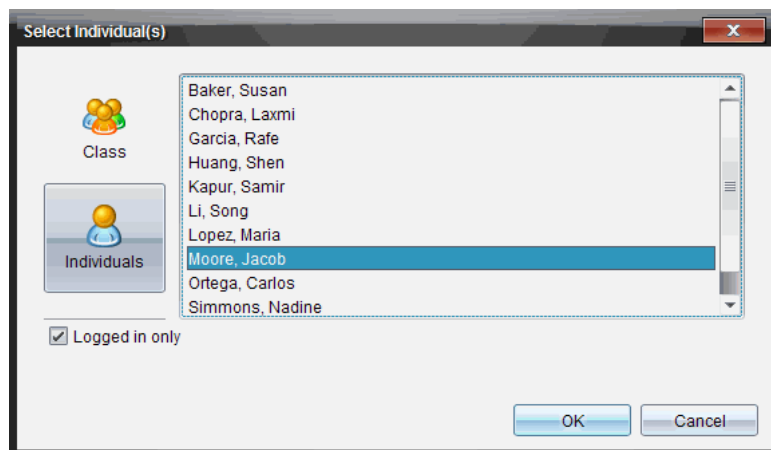 Select Individual(s)
Class
Individuals
Baker, Susan
Chopra, Laxmi
Garcia, Rafe
Huang, Shen
Kapur, Samir
Li, Song
Lopez, Maria
Moore, Jacob
Ortega, Carlos
Simmons, Nadine
Logged in only
OK
Cancel